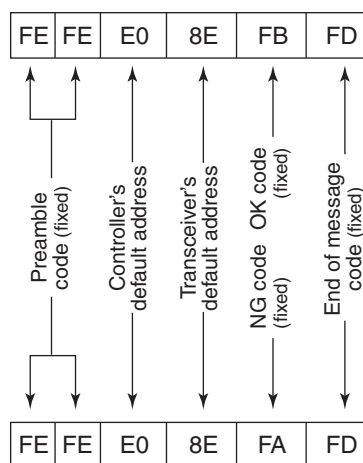 FE FE E0 8E FB FD
Preamble
code (fixed)
Controller's
default address
Transceiver's
default address
OK code
(fixed)
NG code
(fixed)
End of message
code (fixed)
FE FE E0 8E FA FD